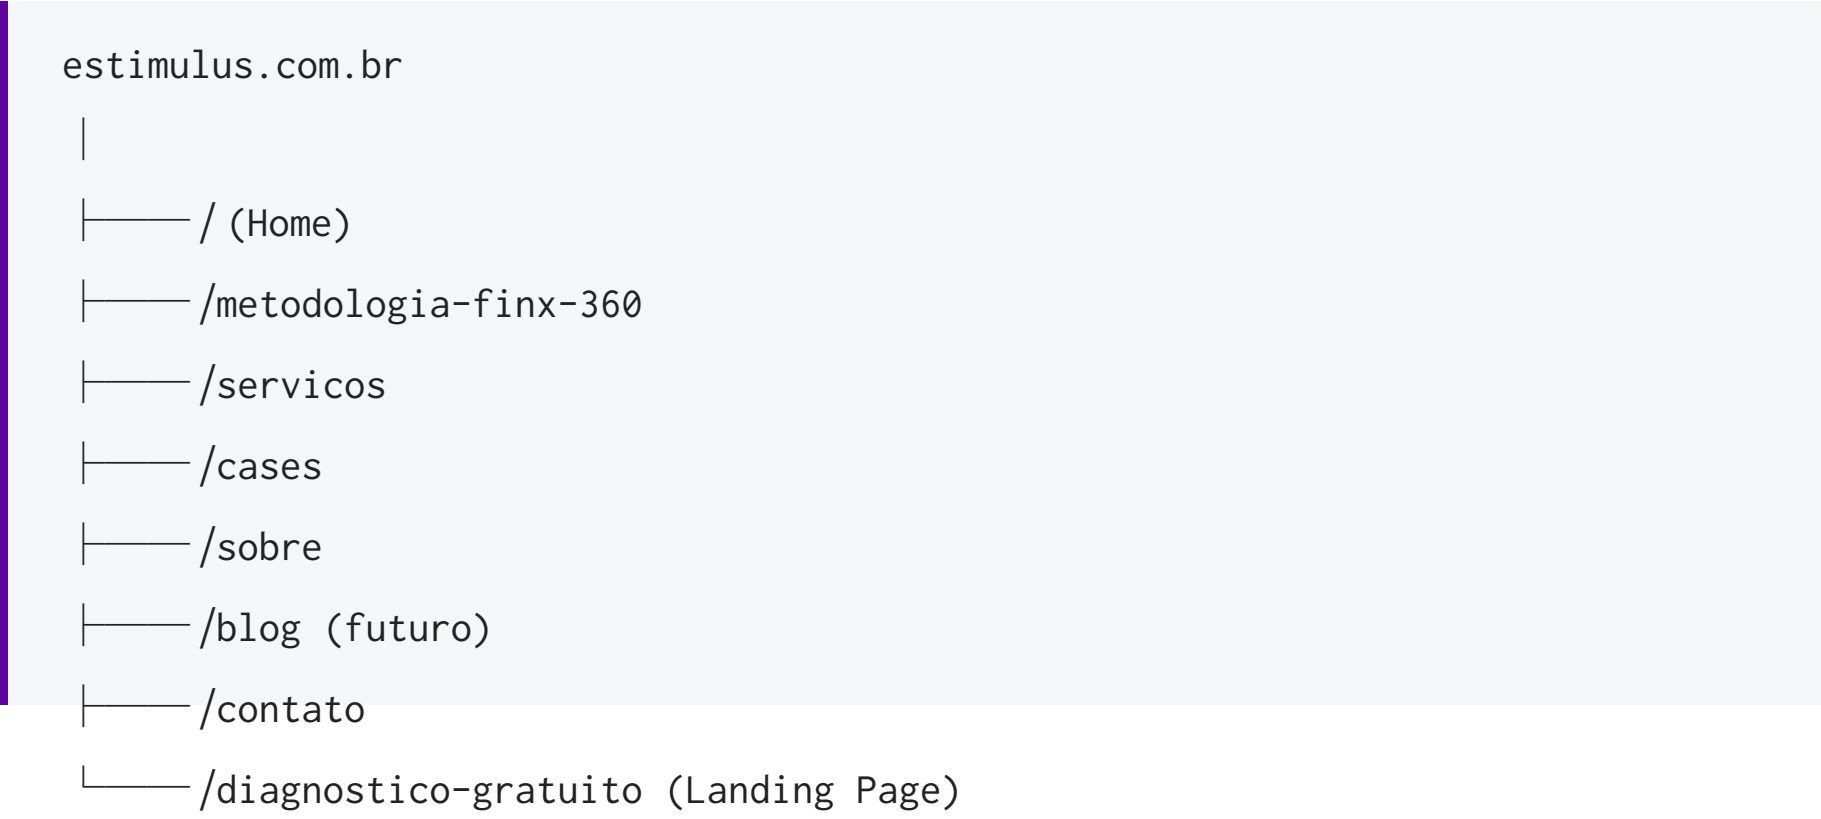 estimulus.com.br
│
├── / (Home)
├── /metodologia-finx-360
├── /servicos
├── /cases
├── /sobre
├── /blog (futuro)
├── /contato
└── /diagnostico-gratuito (Landing Page)